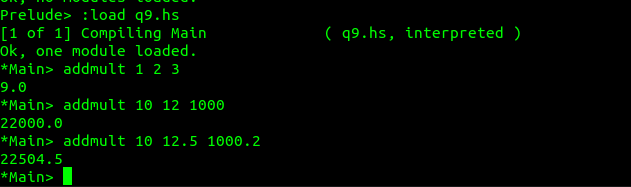 Ok, no modules loaded.
Prelude> :load q9.hs
[1 of 1] Compiling Main             ( q9.hs, interpreted )
Ok, one module loaded.
*Main> addmult 1 2 3
9.0
*Main> addmult 10 12 1000
22000.0
*Main> addmult 10 12.5 1000.2
22504.5
*Main>